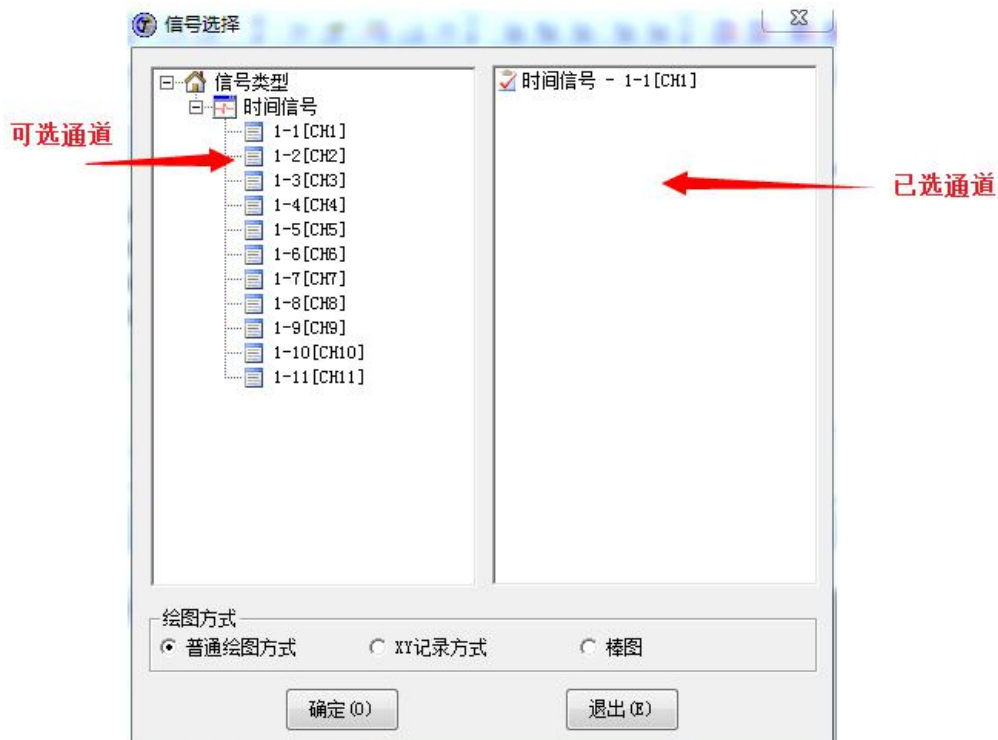 信号选择
信号类型
时间信号
1-1[CH1]
1-2[CH2]
1-3[CH3]
1-4[CH4]
1-5[CH5]
1-6[CH6]
1-7[CH7]
1-8[CH8]
1-9[CH9]
1-10[CH10]
1-11[CH11]
时间信号 - 1-1[CH1]
可选通道
已选通道
绘图方式
普通绘图方式 XY记录方式 棒图
确定(O) 退出(E)